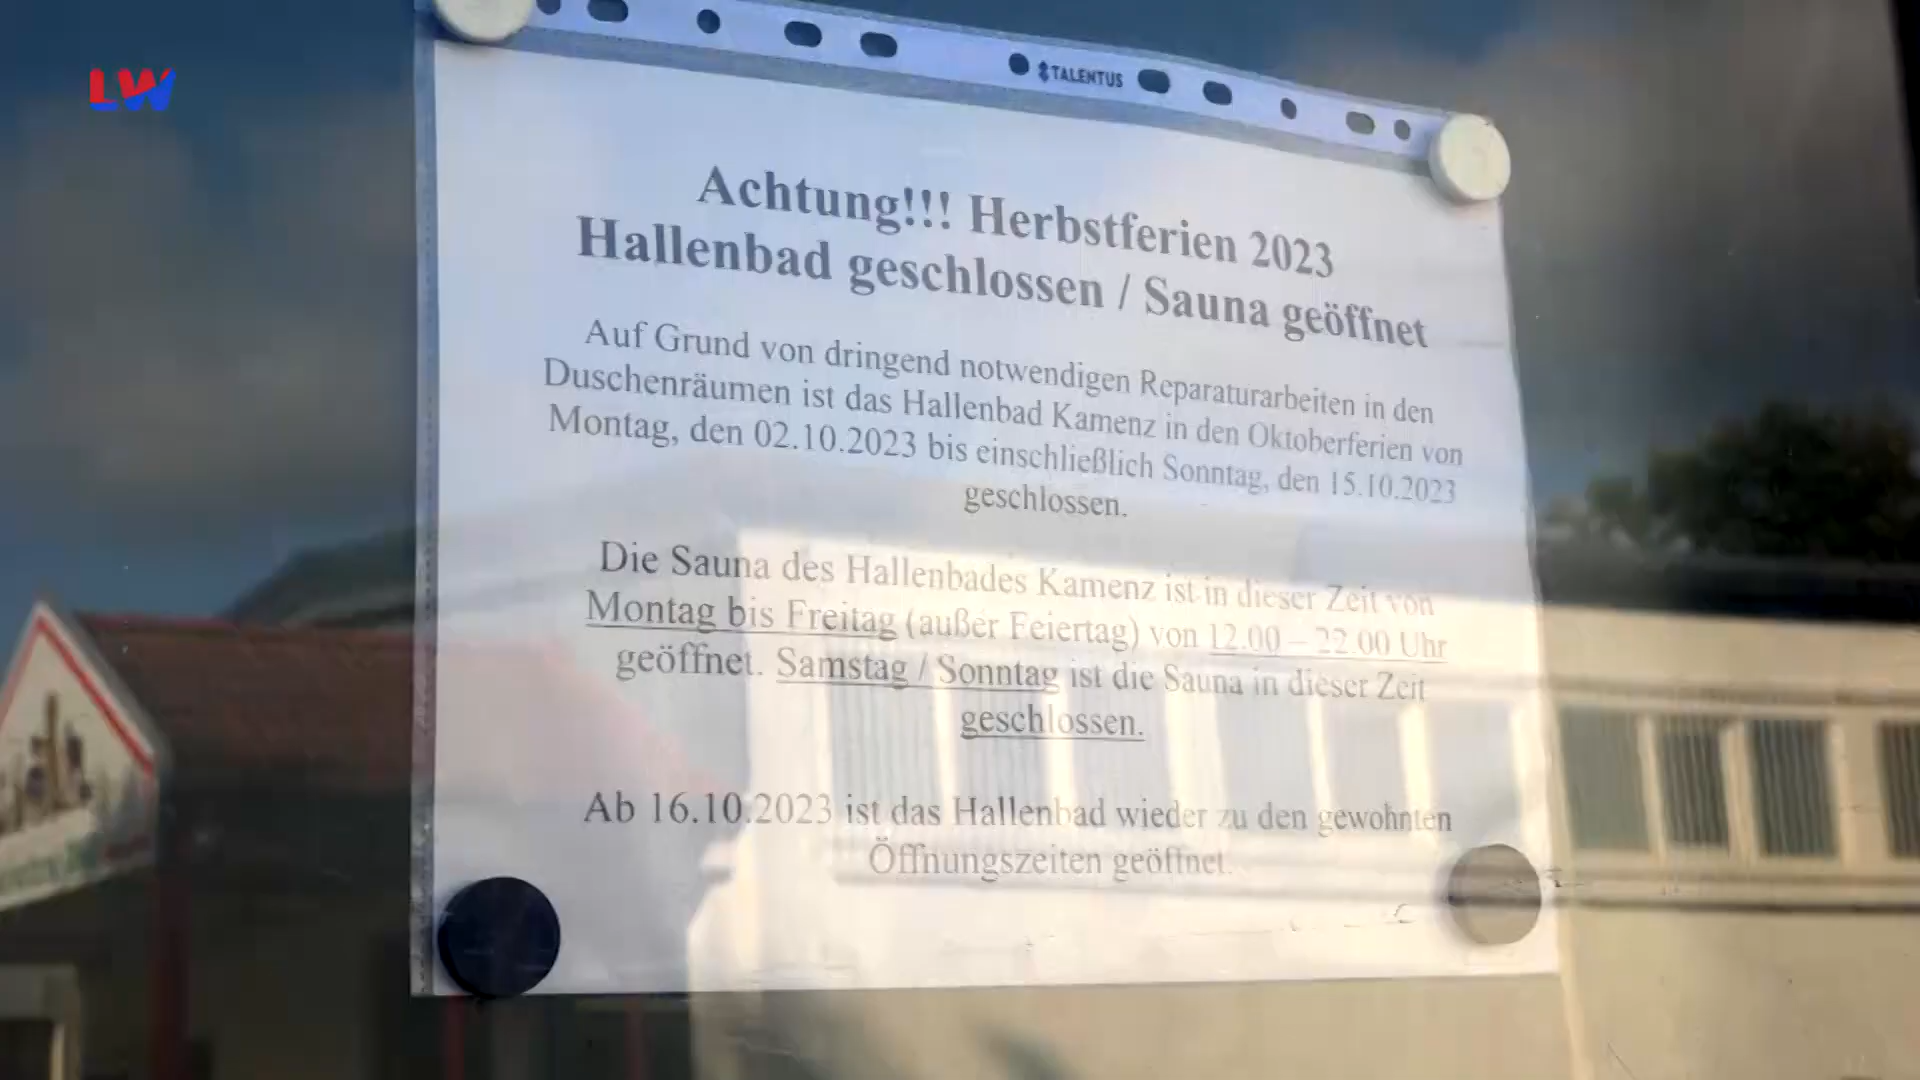 LW
TALENTUS
Achtung!!! Herbstferien 2023
Hallenbad geschlossen / Sauna geöffnet
Auf Grund von dringend notwendigen Reparaturarbeiten in den
Duschenräumen ist das Hallenbad Kamenz in den Oktoberferien von
Montag, den 02.10.2023 bis einschließlich Sonntag, den 15.10.2023
geschlossen.
Die Sauna des Hallenbades Kamenz ist in dieser Zeit von
Montag bis Freitag (außer Feiertag) von 12.00 – 22.00 Uhr
geöffnet. Samstag / Sonntag ist die Sauna in dieser Zeit
geschlossen.
Ab 16.10.2023 ist das Hallenbad wieder zu den gewohnten
Öffnungszeiten geöffnet.